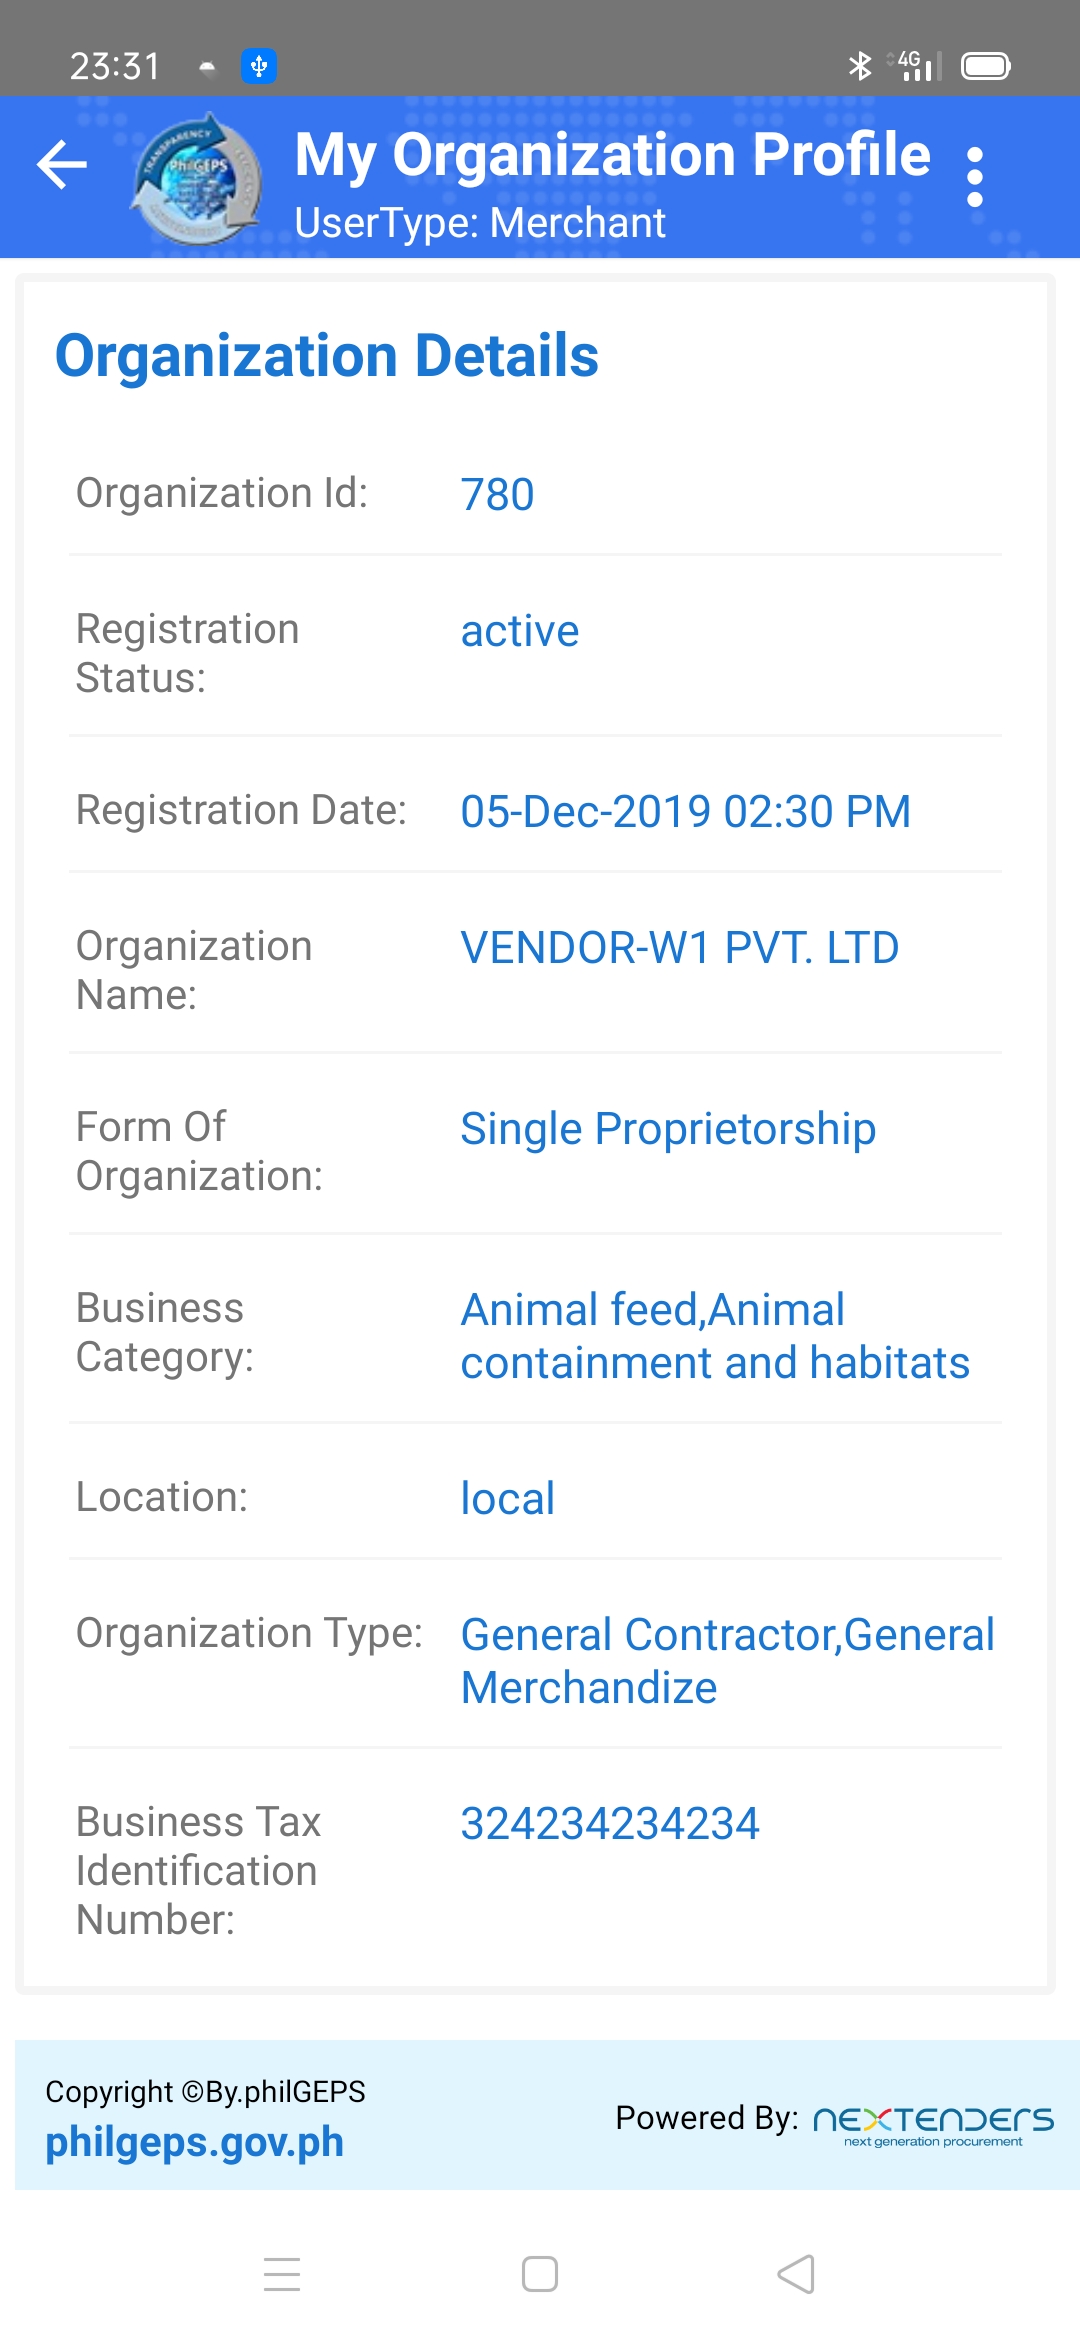 23:31
4G
My Organization Profile
UserType: Merchant
TRANSPARENCY
PhilGEPS
Organization Details
Organization Id: 780
Registration Status: active
Registration Date: 05-Dec-2019 02:30 PM
Organization Name: VENDOR-W1 PVT. LTD
Form Of Organization: Single Proprietorship
Business Category: Animal feed,Animal containment and habitats
Location: local
Organization Type: General Contractor,General Merchandize
Business Tax Identification Number: 324234234234
Copyright ©By.philGEPS
philgeps.gov.ph
Powered By: NEXTENDERS
next generation procurement